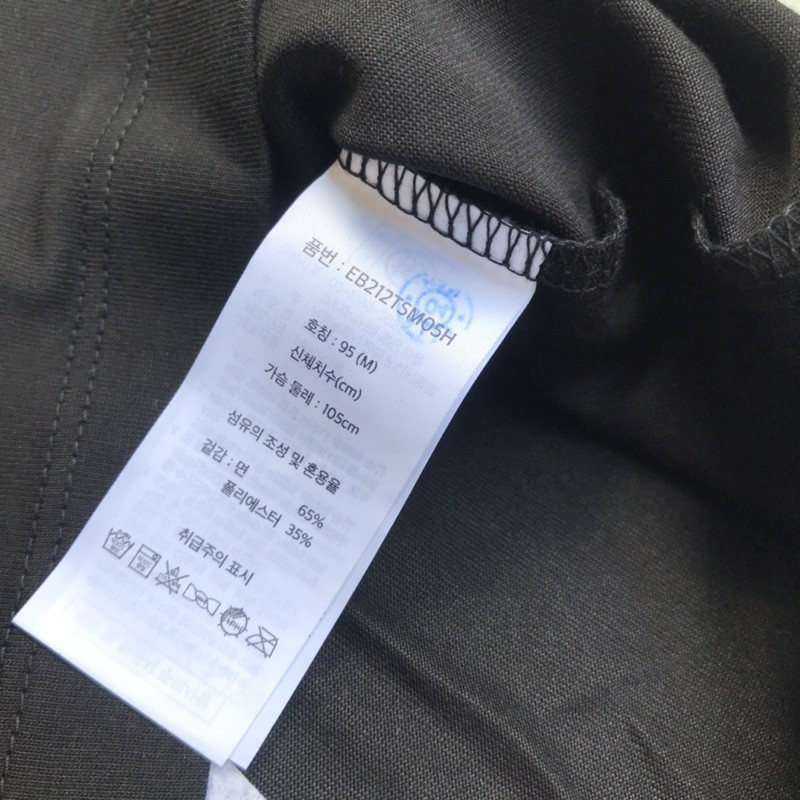 품번 : EB212TSM05H
호칭 : 95 (M)
신체치수(cm)
가슴 둘레 : 105cm
섬유의 조성 및 혼용율
겉감 : 면 65%
폴리에스터 35%
취급주의 표시